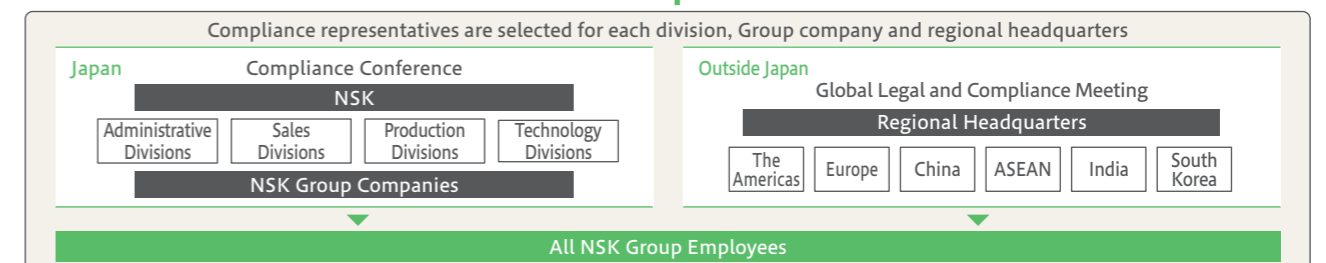 Compliance representatives are selected for each division, Group company and regional headquarters
Japan
Compliance Conference
NSK
Administrative
Divisions
Sales
Divisions
Production
Divisions
Technology
Divisions
NSK Group Companies
Outside Japan
Global Legal and Compliance Meeting
Regional Headquarters
The
Americas
Europe
China
ASEAN
India
South
Korea
All NSK Group Employees